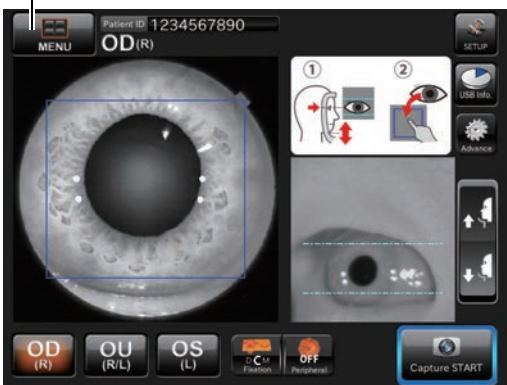 MENU
Patient ID 1234567890
OD(R)
SETUP
① ②
USB Info.
Advance
OD
(R)
OU
(R/L)
OS
(L)
D C M
Fixation
OFF
Peripheral
Capture START